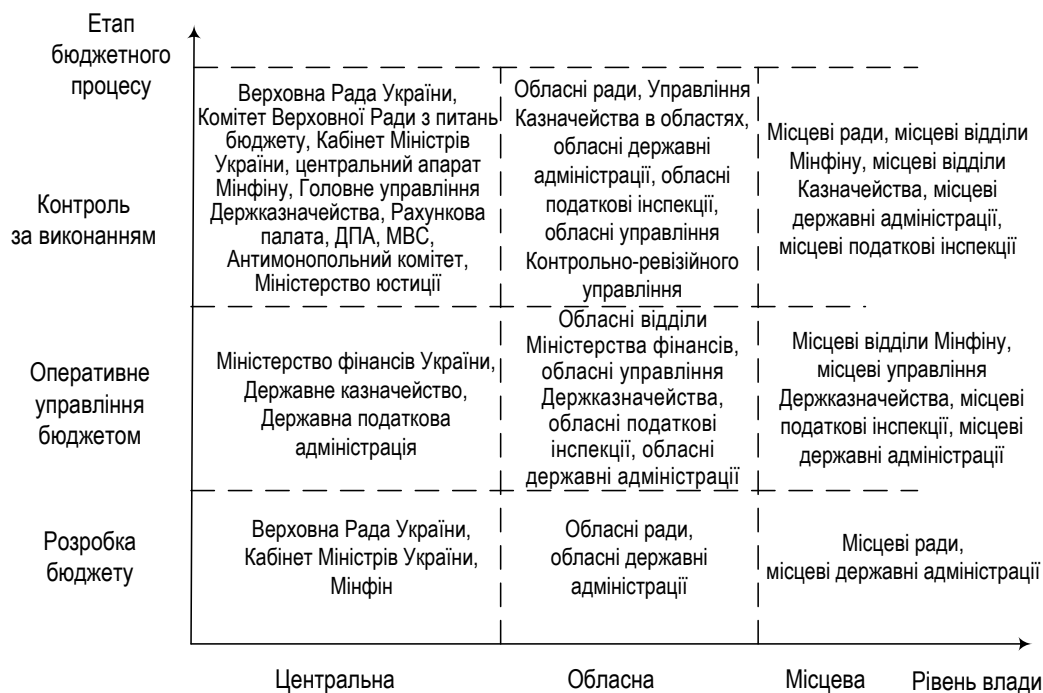 Етап
бюджетного
процесу
Верховна Рада України,
Комітет Верховної Ради з питань
бюджету, Кабінет Міністрів
України, центральний апарат
Мінфіну, Головне управління
Держказначейства, Рахункова
палата, ДПА, МВС,
Антимонопольний комітет,
Міністерство юстиції
Обласні ради, Управління
Казначейства в областях,
обласні державні
адміністрації, обласні
податкові інспекції,
обласні управління
Контрольно-ревізійного
управління
Місцеві ради, місцеві відділи
Мінфіну, місцеві відділи
Казначейства, місцеві
державні адміністрації,
місцеві податкові інспекції
Контроль
за виконанням
Оперативне
управління
бюджетом
Міністерство фінансів України,
Державне казначейство,
Державна податкова
адміністрація
Обласні відділи
Міністерства фінансів,
обласні управління
Держказначейства,
обласні податкові
інспекції, обласні
державні адміністрації
Місцеві відділи Мінфіну,
місцеві управління
Держказначейства, місцеві
податкові інспекції, місцеві
державні адміністрації
Розробка
бюджету
Верховна Рада України,
Кабінет Міністрів України,
Мінфін
Обласні ради,
обласні державні
адміністрації
Місцеві ради,
місцеві державні адміністрації
Центральна
Обласна
Місцева
Рівень влади